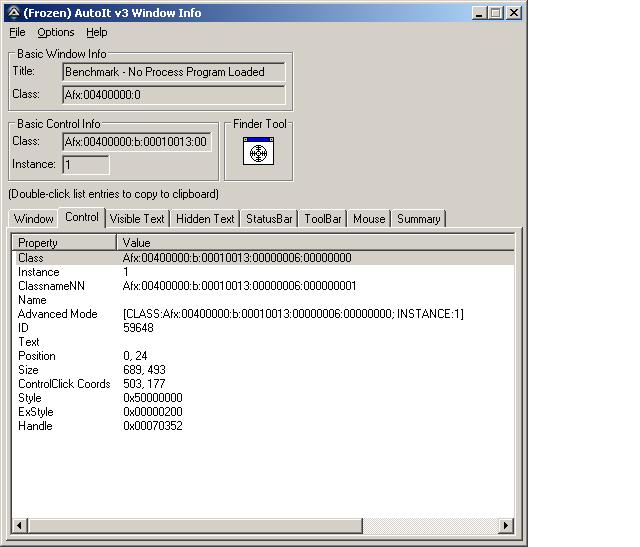 (Frozen) AutoIt v3 Window Info
File Options Help
Basic Window Info
Title: Benchmark - No Process Program Loaded
Class: Afx:00400000:0
Basic Control Info Finder Tool
Class: Afx:00400000:b:00010013:00
Instance: 1
(Double-click list entries to copy to clipboard)
Window Control Visible Text Hidden Text StatusBar ToolBar Mouse Summary
Property Value
Class Afx:00400000:b:00010013:00000006:00000000
Instance 1
ClassnameNN Afx:00400000:b:00010013:00000006:000000001
Name
Advanced Mode [CLASS:Afx:00400000:b:00010013:00000006:00000000; INSTANCE:1]
ID 59648
Text
Position 0, 24
Size 689, 493
ControlClick Coords 503, 177
Style 0x50000000
ExStyle 0x00000200
Handle 0x00070352